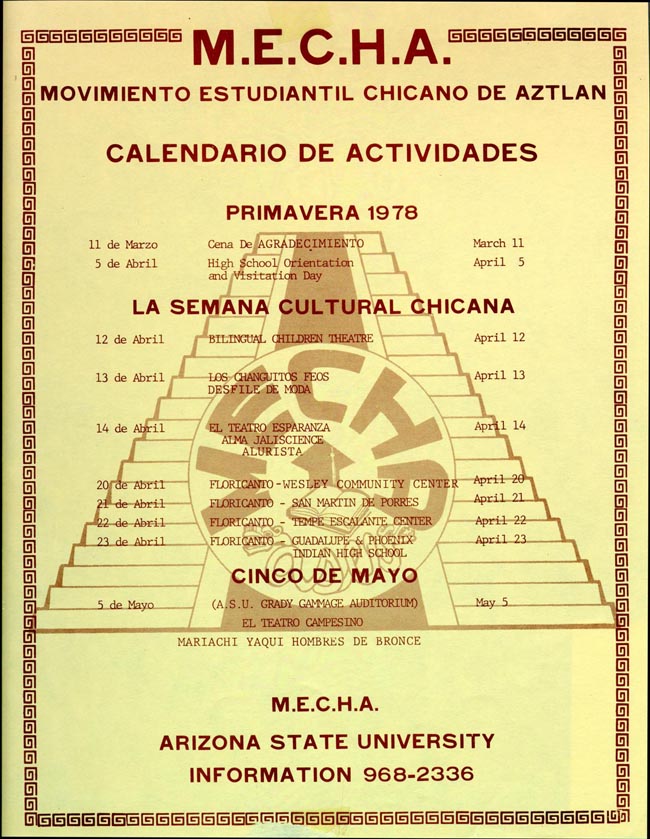 M.E.C.H.A.
MOVIMIENTO ESTUDIANTIL CHICANO DE AZTLAN
CALENDARIO DE ACTIVIDADES
PRIMAVERA 1978
11 de Marzo Cena De AGRADECIMIENTO March 11
5 de Abril High School Orientation April 5
and Visitation Day
LA SEMANA CULTURAL CHICANA
12 de Abril BILINGUAL CHILDREN THEATRE April 12
13 de Abril LOS CHANGUITOS FEOS April 13
DESFILE DE MODA
14 de Abril EL TEATRO ESPARANZA April 14
ALMA JALISCIENCE
ALURISTA
MECHA
20 de Abril FLORICANTO -WESLEY COMMUNITY CENTER April 20
21 de Abril FLORICANTO - SAN MARTIN DE PORRES April 21
22 de Abril FLORICANTO - TEMPE ESCALANTE CENTER April 22
23 de Abril FLORICANTO - GUADALUPE & PHOENIX April 23
INDIAN HIGH SCHOOL
CINCO DE MAYO
5 de Mayo (A.S.U. GRADY GAMMAGE AUDITORIUM) May 5
EL TEATRO CAMPESINO
MARIACHI YAQUI HOMBRES DE BRONCE
M.E.C.H.A.
ARIZONA STATE UNIVERSITY
INFORMATION 968-2336